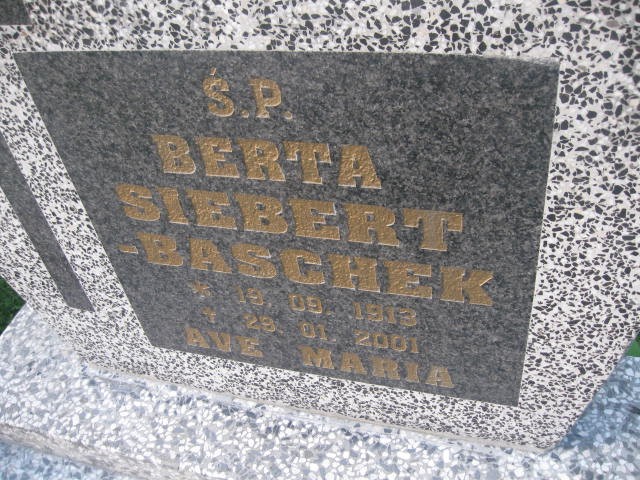 Ś.P.
BERTA
SIEBERT
-BASCHEK
* 19. 09. 1913
+ 29. 01. 2001
AVE MARIA